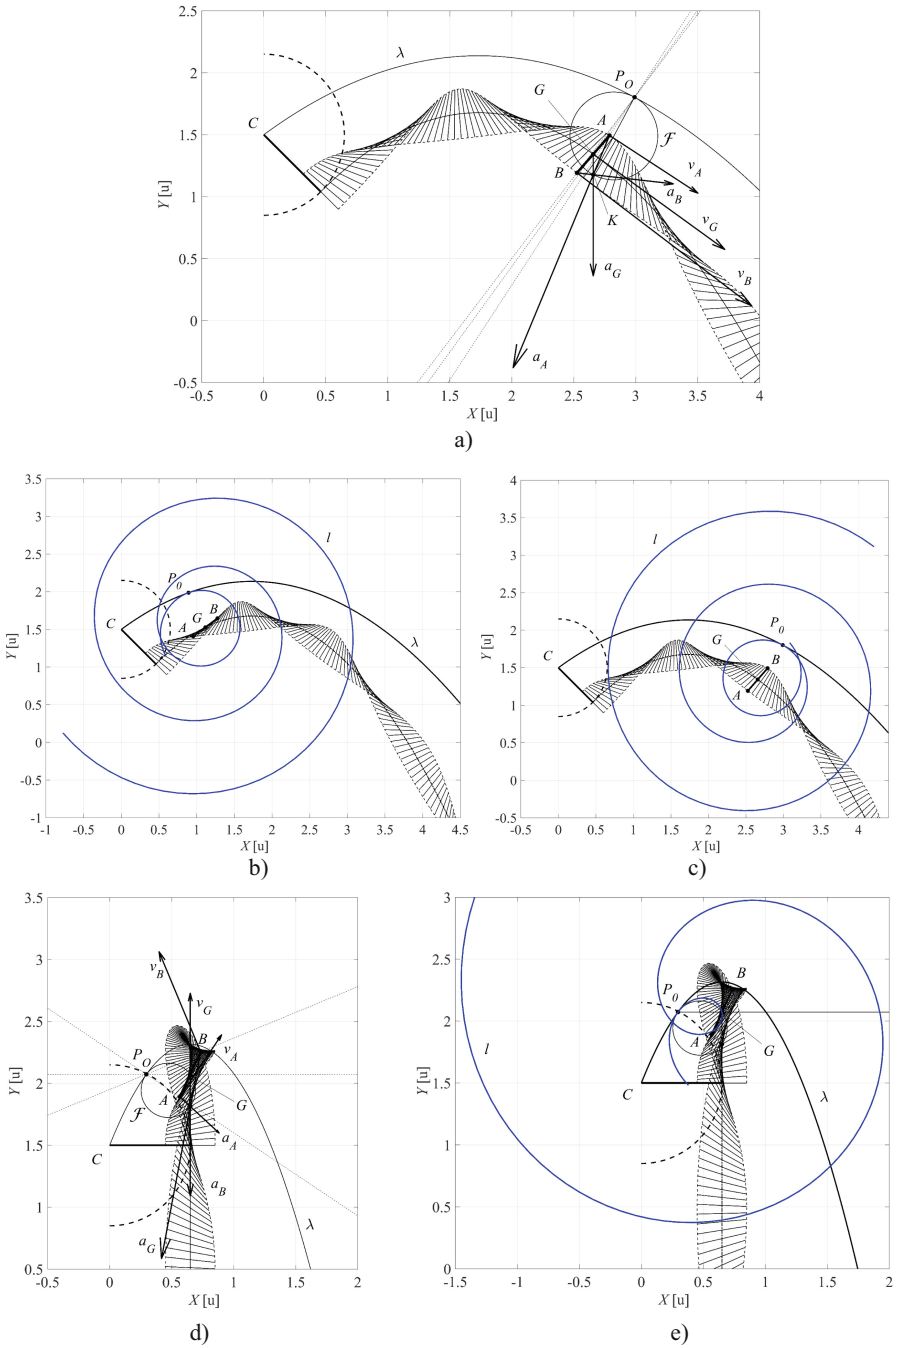 2.5
2
1.5
1
0.5
0
-0.5
-0.5 0 0.5 1 1.5 2 2.5 3 3.5 4
Y [u]
X [u]
C λ G A P_O ℱ B K
v_A a_B v_G v_B a_G a_A
a)
3.5
3
2.5
2
1.5
1
0.5
0
-0.5
-1
-1 -0.5 0 0.5 1 1.5 2 2.5 3 3.5 4 4.5
Y [u]
X [u]
l P_0 C A G B λ
b)
4
3.5
3
2.5
2
1.5
1
0.5
0
-0.5
-0.5 0 0.5 1 1.5 2 2.5 3 3.5 4
Y [u]
X [u]
l P_0 C G B A λ
c)
3.5
3
2.5
2
1.5
1
0.5
-0.5 0 0.5 1 1.5 2
Y [u]
X [u]
v_B v_G B v_A P_O A G ℱ a_A C a_B a_G λ
d)
3
2.5
2
1.5
1
0.5
0
-1.5 -1 -0.5 0 0.5 1 1.5 2
Y [u]
X [u]
B P_0 A G l C λ
e)